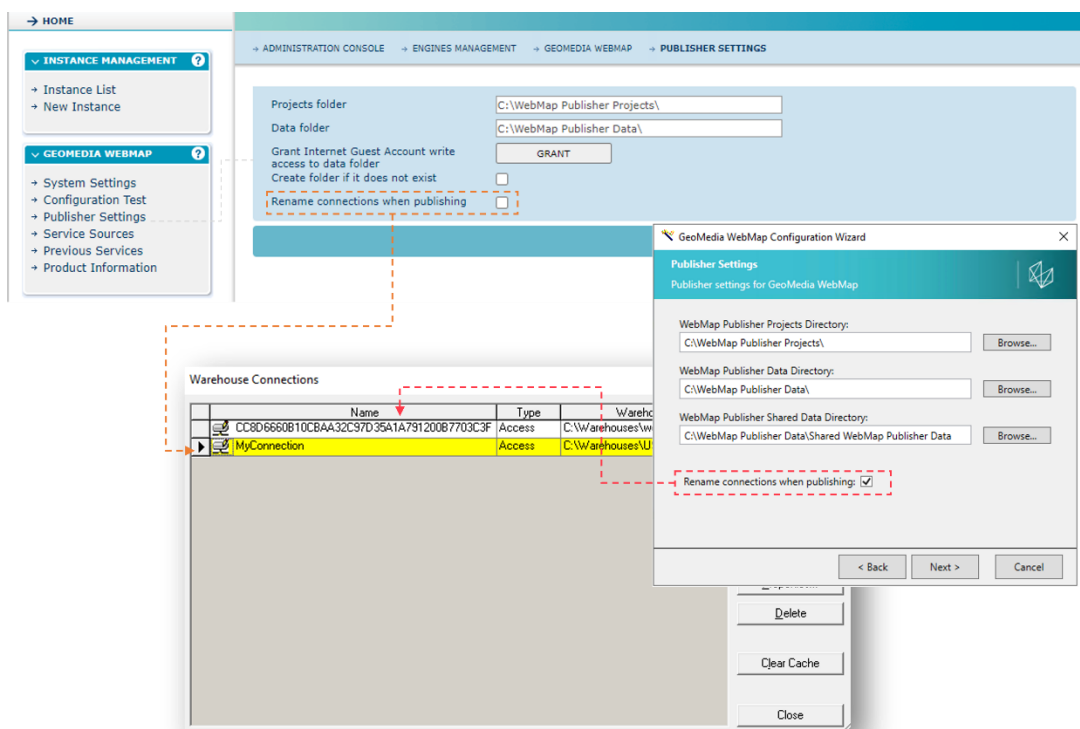 HOME
INSTANCE MANAGEMENT ?
Instance List
New Instance
GEOMEDIA WEBMAP ?
System Settings
Configuration Test
Publisher Settings
Service Sources
Previous Services
Product Information
ADMINISTRATION CONSOLE ENGINES MANAGEMENT GEOMEDIA WEBMAP PUBLISHER SETTINGS
Projects folder C:\WebMap Publisher Projects\
Data folder C:\WebMap Publisher Data\
Grant Internet Guest Account write
access to data folder
GRANT
Create folder if it does not exist
Rename connections when publishing
GeoMedia WebMap Configuration Wizard
Publisher Settings
Publisher settings for GeoMedia WebMap
WebMap Publisher Projects Directory:
C:\WebMap Publisher Projects\ Browse...
WebMap Publisher Data Directory:
C:\WebMap Publisher Data\ Browse...
WebMap Publisher Shared Data Directory:
C:\WebMap Publisher Data\Shared WebMap Publisher Data Browse...
Rename connections when publishing:
< Back Next > Cancel
Warehouse Connections
Name Type Wareho
CC8D6660B10CBAA32C97D35A1A791200B7703C3F Access C:\Warehouses\w
MyConnection Access C:\Warehouses\U
Delete
Clear Cache
Close